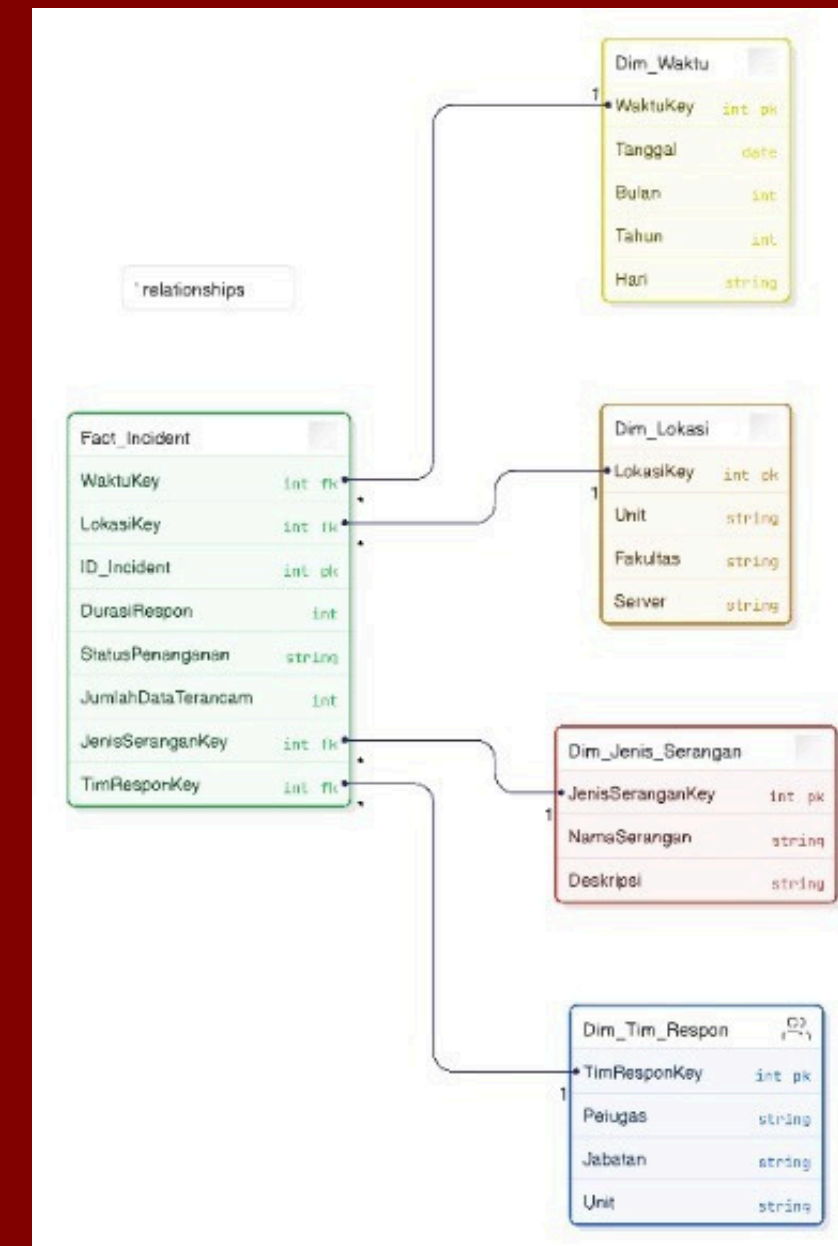 Dim_Waktu
1
WaktuKey int pk
Tanggal date
Bulan int
Tahun int
Hari string
* relationships
Fact_Incident
WaktuKey int fk
*
LokasiKey int fk
*
ID_Incident int pk
DurasiRespon int
StatusPenanganan string
JumlahDataTerancam int
JenisSeranganKey int fk
*
TimResponKey int fk
*
Dim_Lokasi
LokasiKey int pk
1
Unit string
Fakultas string
Server string
Dim_Jenis_Serangan
JenisSeranganKey int pk
1
NamaSerangan string
Deskripsi string
Dim_Tim_Respon
TimResponKey int pk
1
Petugas string
Jabatan string
Unit string